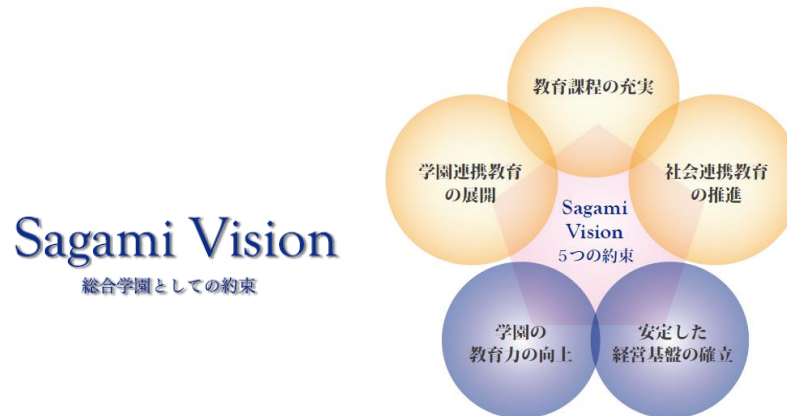 Sagami Vision
総合学園としての約束
教育課程の充実
学園連携教育
の展開
社会連携教育
の推進
Sagami
Vision
5つの約束
学園の
教育力の向上
安定した
経営基盤の確立